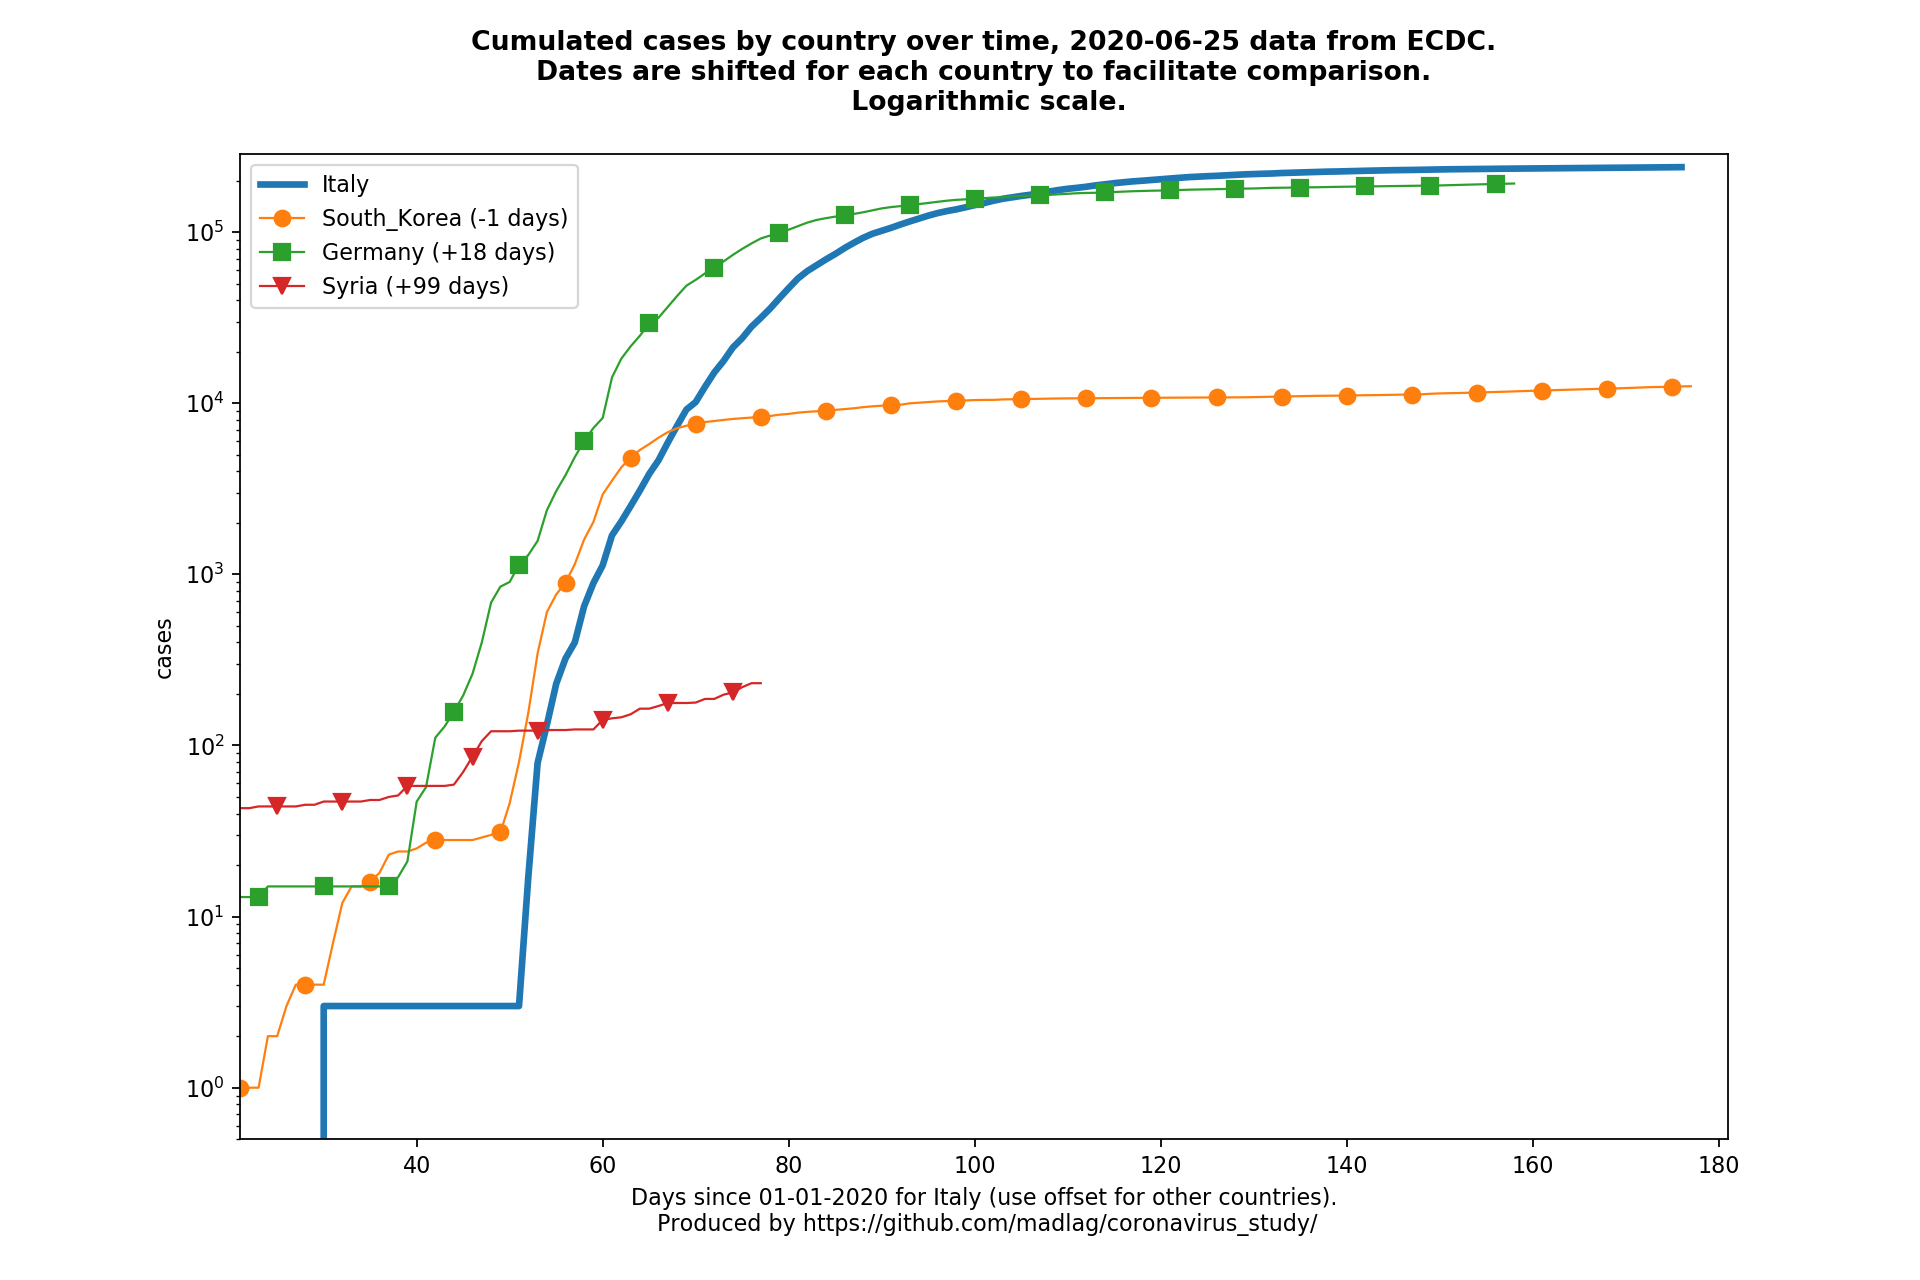 Cumulated cases by country over time, 2020-06-25 data from ECDC.
Dates are shifted for each country to facilitate comparison.
Logarithmic scale.
Italy
South_Korea (-1 days)
Germany (+18 days)
Syria (+99 days)
cases
10^5
10^4
10^3
10^2
10^1
10^0
40 60 80 100 120 140 160 180
Days since 01-01-2020 for Italy (use offset for other countries).
Produced by https://github.com/madlag/coronavirus_study/